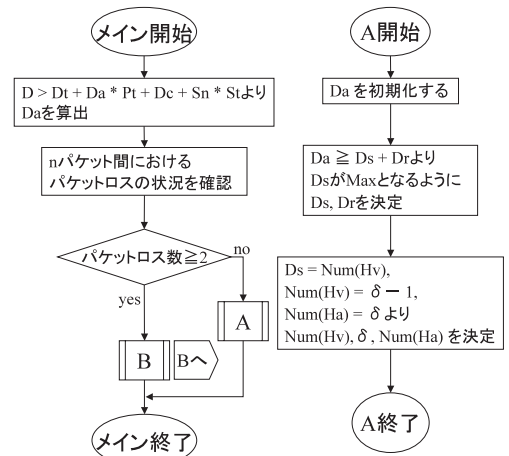 メイン開始
D > Dt + Da * Pt + Dc + Sn * Stより
Daを算出
nパケット間における
パケットロスの状況を確認
パケットロス数≧2
no
yes
A
B
Bへ
メイン終了
A開始
Da を初期化する
Da ≧ Ds + Drより
DsがMaxとなるように
Ds, Drを決定
Ds = Num(Hv),
Num(Hv) = δ － 1,
Num(Ha) = δ より
Num(Hv), δ , Num(Ha) を決定
A終了